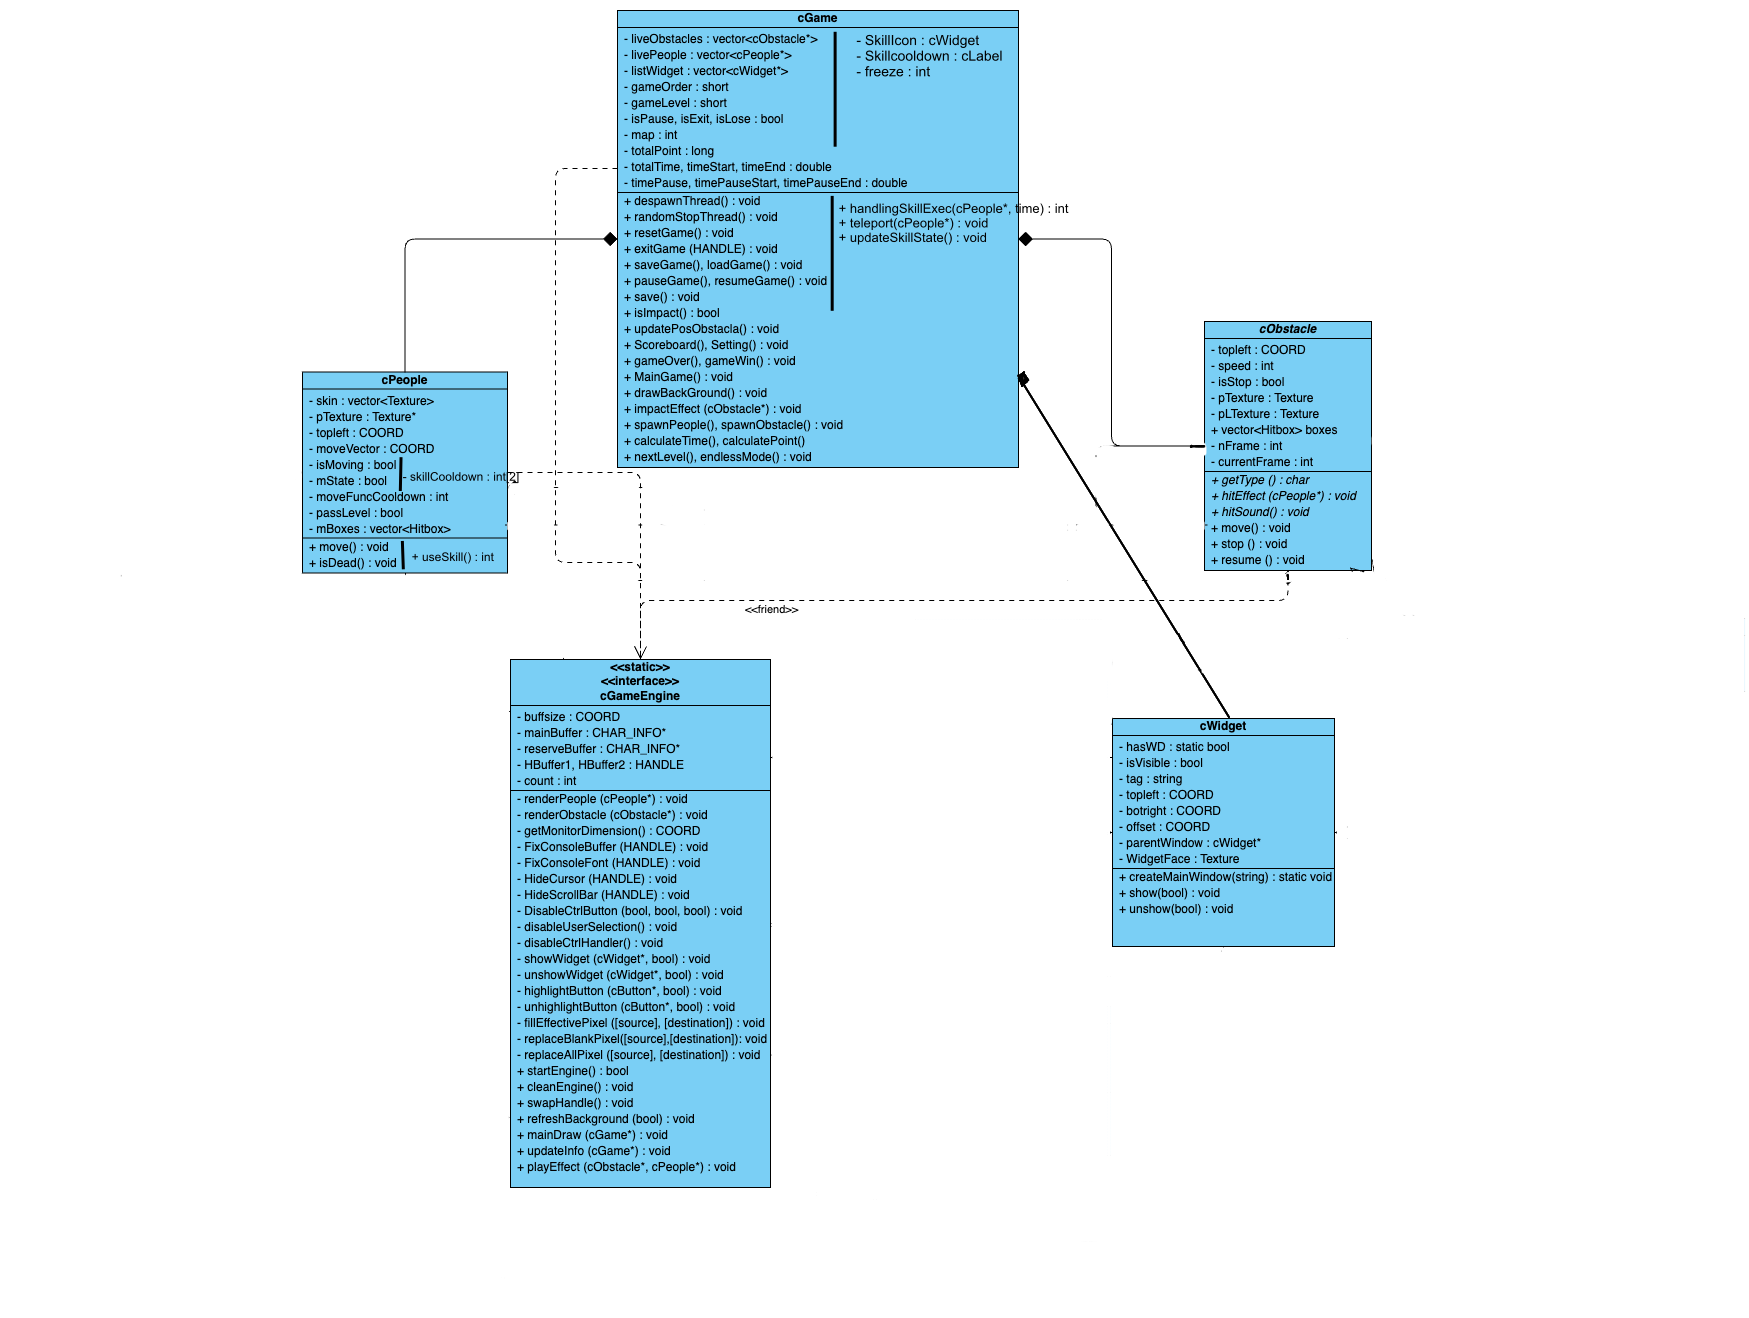 cGame
- liveObstacles : vector<cObstacle*>
- livePeople : vector<cPeople*>
- listWidget : vector<cWidget*>
- gameOrder : short
- gameLevel : short
- isPause, isExit, isLose : bool
- map : int
- totalPoint : long
- totalTime, timeStart, timeEnd : double
- timePause, timePauseStart, timePauseEnd : double
- SkillIcon : cWidget
- Skillcooldown : cLabel
- freeze : int
+ despawnThread() : void
+ randomStopThread() : void
+ resetGame() : void
+ exitGame (HANDLE) : void
+ saveGame(), loadGame() : void
+ pauseGame(), resumeGame() : void
+ save() : void
+ isImpact() : bool
+ updatePosObstacla() : void
+ Scoreboard(), Setting() : void
+ gameOver(), gameWin() : void
+ MainGame() : void
+ drawBackGround() : void
+ impactEffect (cObstacle*) : void
+ spawnPeople(), spawnObstacle() : void
+ calculateTime(), calculatePoint()
+ nextLevel(), endlessMode() : void
+ handlingSkillExec(cPeople*, time) : int
+ teleport(cPeople*) : void
+ updateSkillState() : void
cPeople
- skin : vector<Texture>
- pTexture : Texture*
- topleft : COORD
- moveVector : COORD
- isMoving : bool
- mState : bool
- moveFuncCooldown : int
- passLevel : bool
- mBoxes : vector<Hitbox>
- skillCooldown : int[2]
+ move() : void
+ isDead() : void
+ useSkill() : int
cObstacle
- topleft : COORD
- speed : int
- isStop : bool
- pTexture : Texture
- pLTexture : Texture
+ vector<Hitbox> boxes
- nFrame : int
- currentFrame : int
+ getType () : char
+ hitEffect (cPeople*) : void
+ hitSound() : void
+ move() : void
+ stop () : void
+ resume () : void
<<friend>>
<<static>>
<<interface>>
cGameEngine
- buffsize : COORD
- mainBuffer : CHAR_INFO*
- reserveBuffer : CHAR_INFO*
- HBuffer1, HBuffer2 : HANDLE
- count : int
- renderPeople (cPeople*) : void
- renderObstacle (cObstacle*) : void
- getMonitorDimension() : COORD
- FixConsoleBuffer (HANDLE) : void
- FixConsoleFont (HANDLE) : void
- HideCursor (HANDLE) : void
- HideScrollBar (HANDLE) : void
- DisableCtrlButton (bool, bool, bool) : void
- disableUserSelection() : void
- disableCtrlHandler() : void
- showWidget (cWidget*, bool) : void
- unshowWidget (cWidget*, bool) : void
- highlightButton (cButton*, bool) : void
- unhighlightButton (cButton*, bool) : void
- fillEffectivePixel ([source], [destination]) : void
- replaceBlankPixel([source],[destination]): void
- replaceAllPixel ([source], [destination]) : void
+ startEngine() : bool
+ cleanEngine() : void
+ swapHandle() : void
+ refreshBackground (bool) : void
+ mainDraw (cGame*) : void
+ updateInfo (cGame*) : void
+ playEffect (cObstacle*, cPeople*) : void
cWidget
- hasWD : static bool
- isVisible : bool
- tag : string
- topleft : COORD
- botright : COORD
- offset : COORD
- parentWindow : cWidget*
- WidgetFace : Texture
+ createMainWindow(string) : static void
+ show(bool) : void
+ unshow(bool) : void